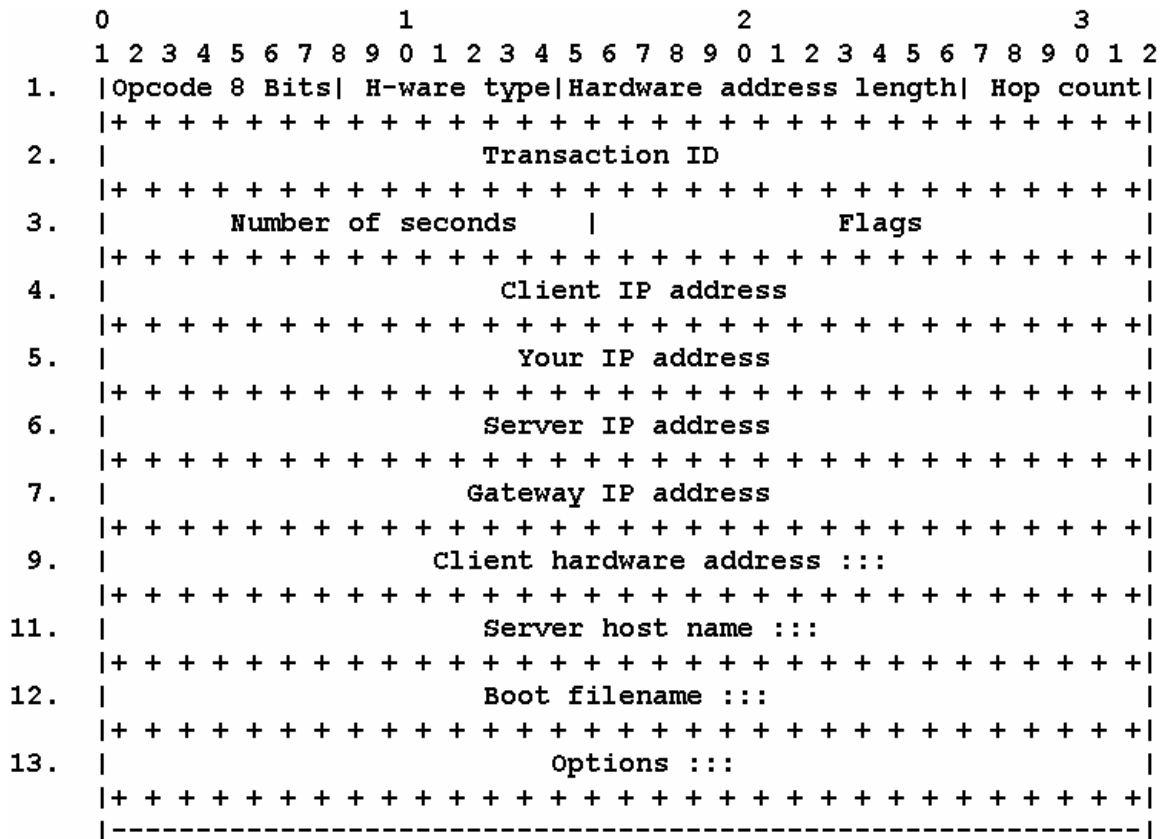 0 1 2 3
1 2 3 4 5 6 7 8 9 0 1 2 3 4 5 6 7 8 9 0 1 2 3 4 5 6 7 8 9 0 1 2
1. |Opcode 8 Bits| H-ware type|Hardware address length| Hop count|
|+ + + + + + + + + + + + + + + + + + + + + + + + + + + + + + +|
2. | Transaction ID |
|+ + + + + + + + + + + + + + + + + + + + + + + + + + + + + + +|
3. | Number of seconds | Flags |
|+ + + + + + + + + + + + + + + + + + + + + + + + + + + + + + +|
4. | Client IP address |
|+ + + + + + + + + + + + + + + + + + + + + + + + + + + + + + +|
5. | Your IP address |
|+ + + + + + + + + + + + + + + + + + + + + + + + + + + + + + +|
6. | Server IP address |
|+ + + + + + + + + + + + + + + + + + + + + + + + + + + + + + +|
7. | Gateway IP address |
|+ + + + + + + + + + + + + + + + + + + + + + + + + + + + + + +|
9. | Client hardware address ::: |
|+ + + + + + + + + + + + + + + + + + + + + + + + + + + + + + +|
11. | Server host name ::: |
|+ + + + + + + + + + + + + + + + + + + + + + + + + + + + + + +|
12. | Boot filename ::: |
|+ + + + + + + + + + + + + + + + + + + + + + + + + + + + + + +|
13. | Options ::: |
|+ + + + + + + + + + + + + + + + + + + + + + + + + + + + + + +|
|-------------------------------------------------------------|